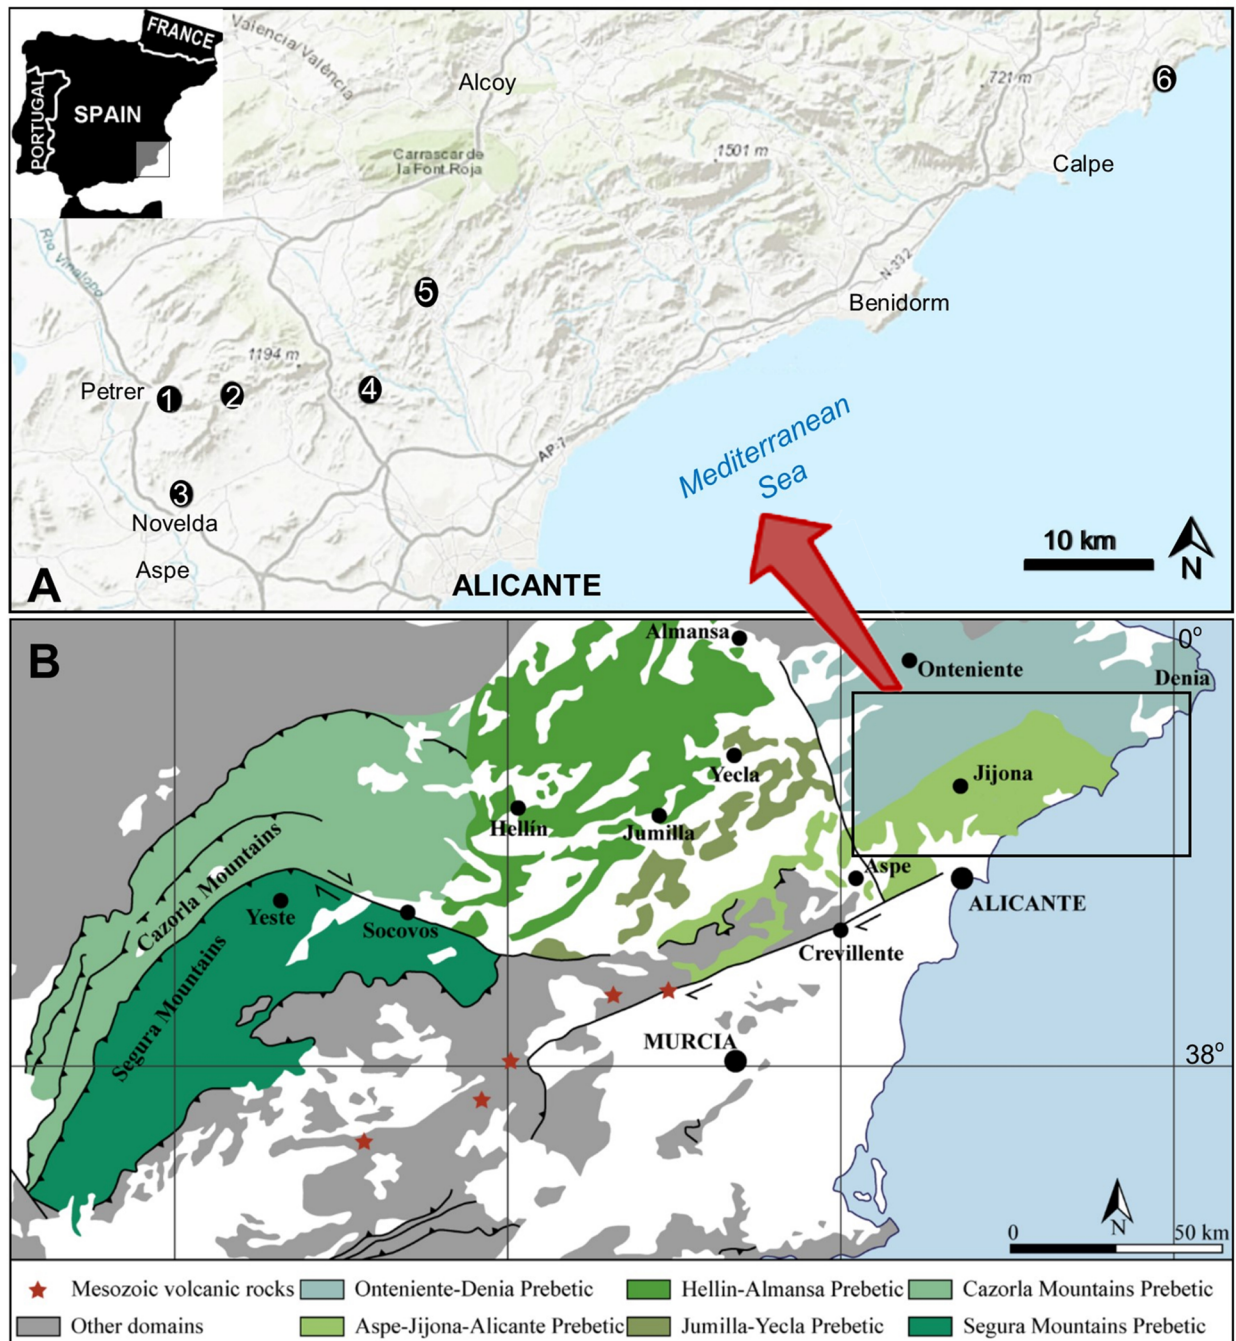 FRANCE
PORTUGAL
SPAIN
Valencia/València
Alcoy
721 m
6
Carrascar de
la Font Roja
1501 m
Calpe
Río Vinalopó
5
N-332
Benidorm
1194 m
Petrer
1
2
4
AP-7
Mediterranean
Sea
3
Novelda
Aspe
ALICANTE
10 km
N
A
B
Almansa
0°
Onteniente
Denia
Yecla
Jijona
Hellín
Jumilla
Cazorla Mountains
Aspe
Yeste
Socovos
ALICANTE
Crevillente
Segura Mountains
MURCIA
38°
N
0
50 km
Mesozoic volcanic rocks
Onteniente-Denia Prebetic
Hellin-Almansa Prebetic
Cazorla Mountains Prebetic
Other domains
Aspe-Jijona-Alicante Prebetic
Jumilla-Yecla Prebetic
Segura Mountains Prebetic